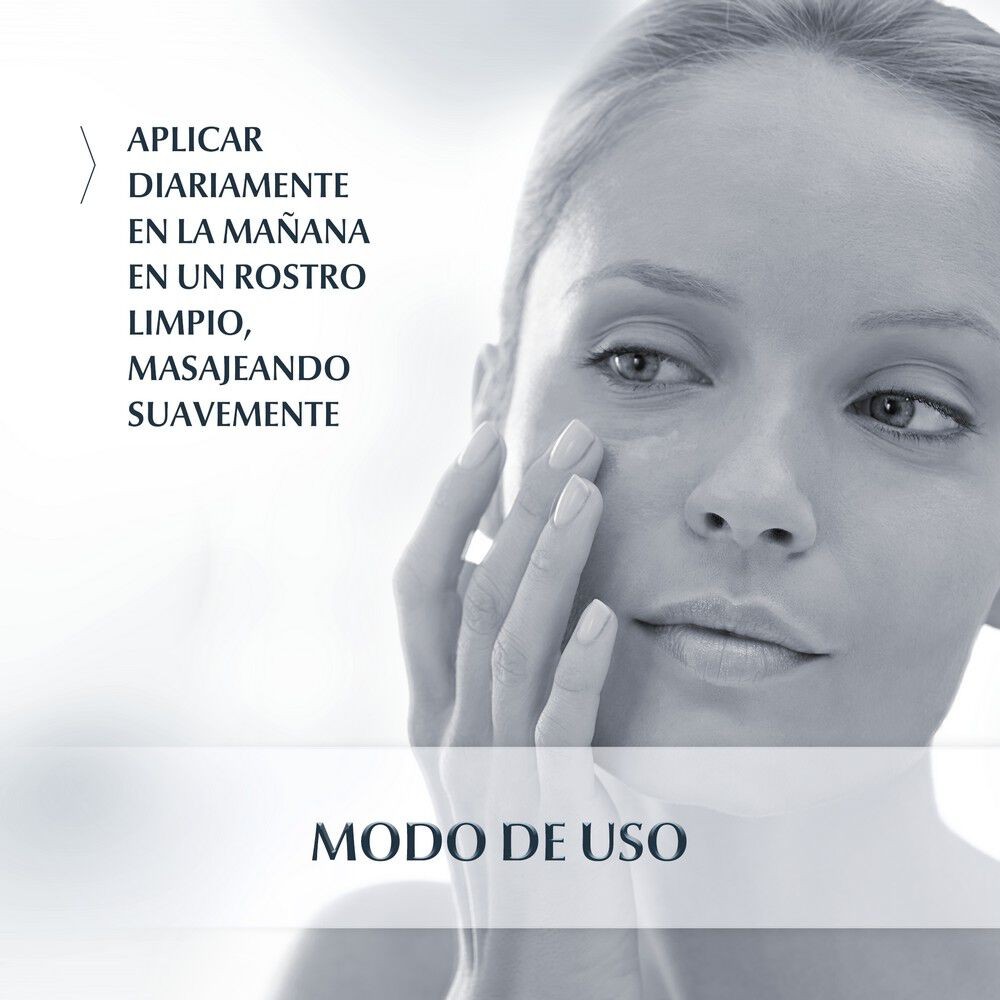 APLICAR
DIARIAMENTE
EN LA MAÑANA
EN UN ROSTRO
LIMPIO,
MASAJEANDO
SUAVEMENTE
MODO DE USO